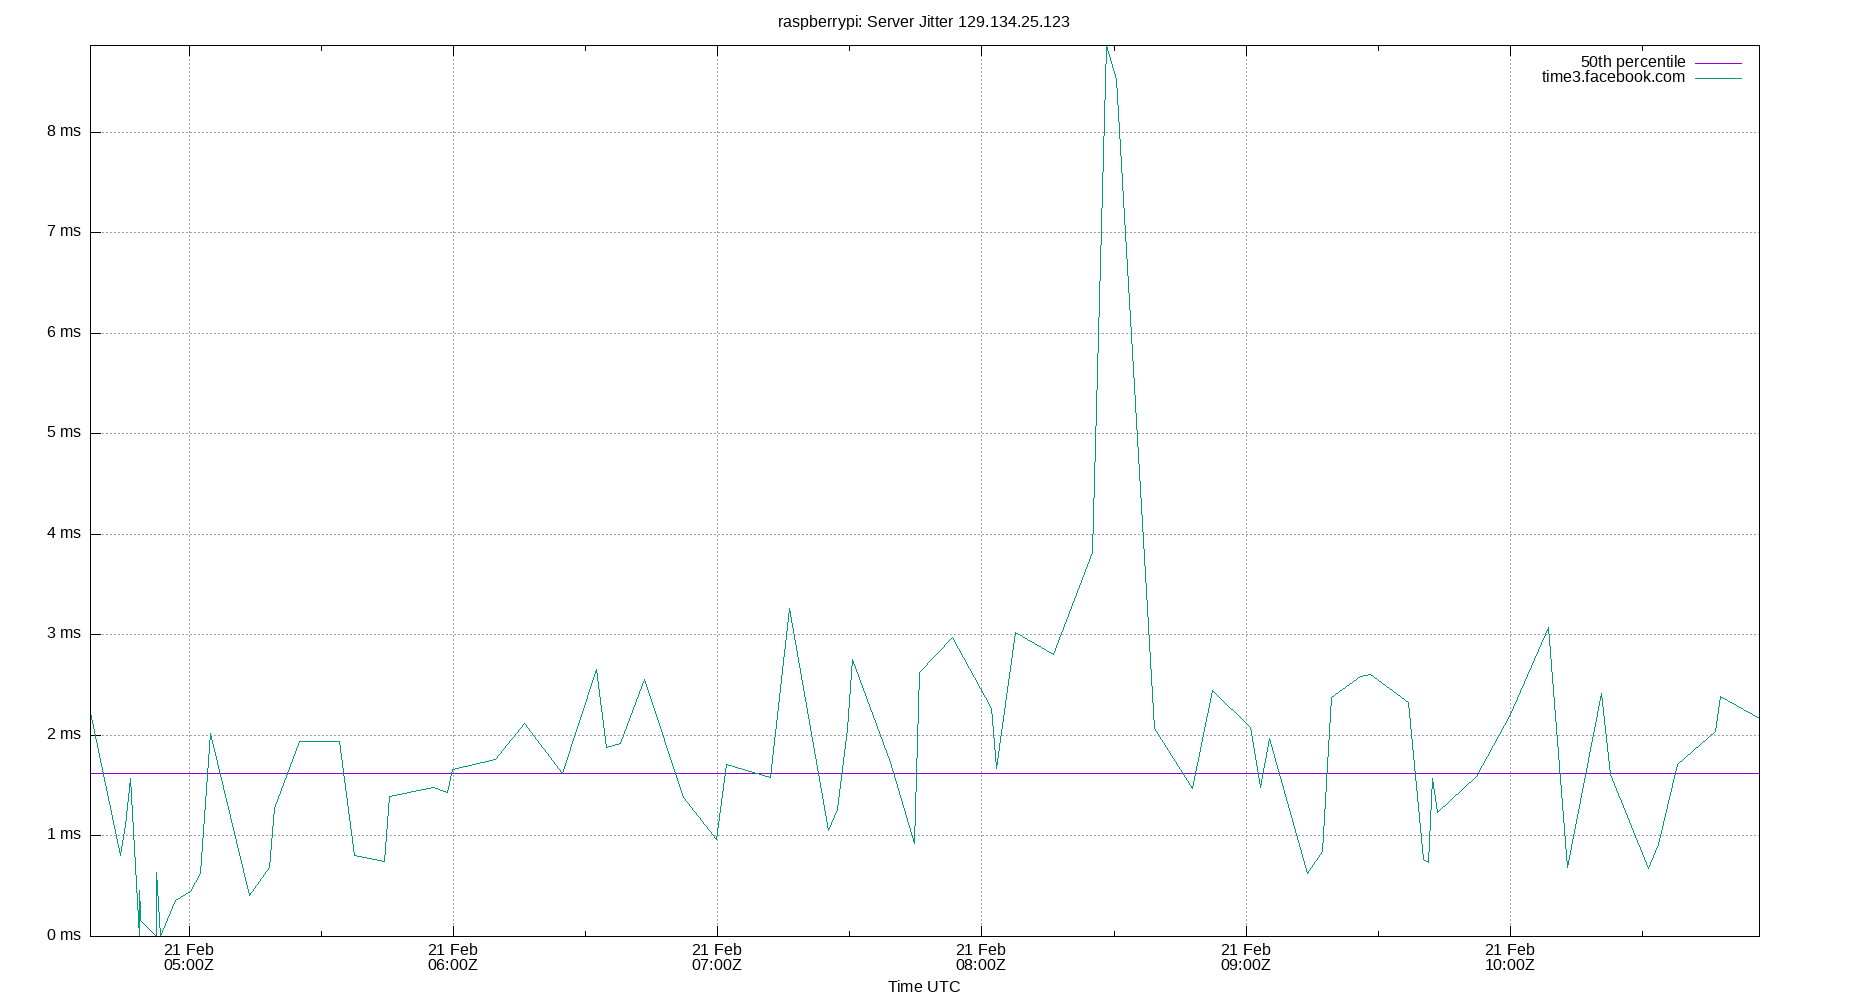 raspberrypi: Server Jitter 129.134.25.123
50th percentile
time3.facebook.com
8 ms
7 ms
6 ms
5 ms
4 ms
3 ms
2 ms
1 ms
0 ms
21 Feb 21 Feb 21 Feb 21 Feb 21 Feb 21 Feb
05:00Z 06:00Z 07:00Z 08:00Z 09:00Z 10:00Z
Time UTC